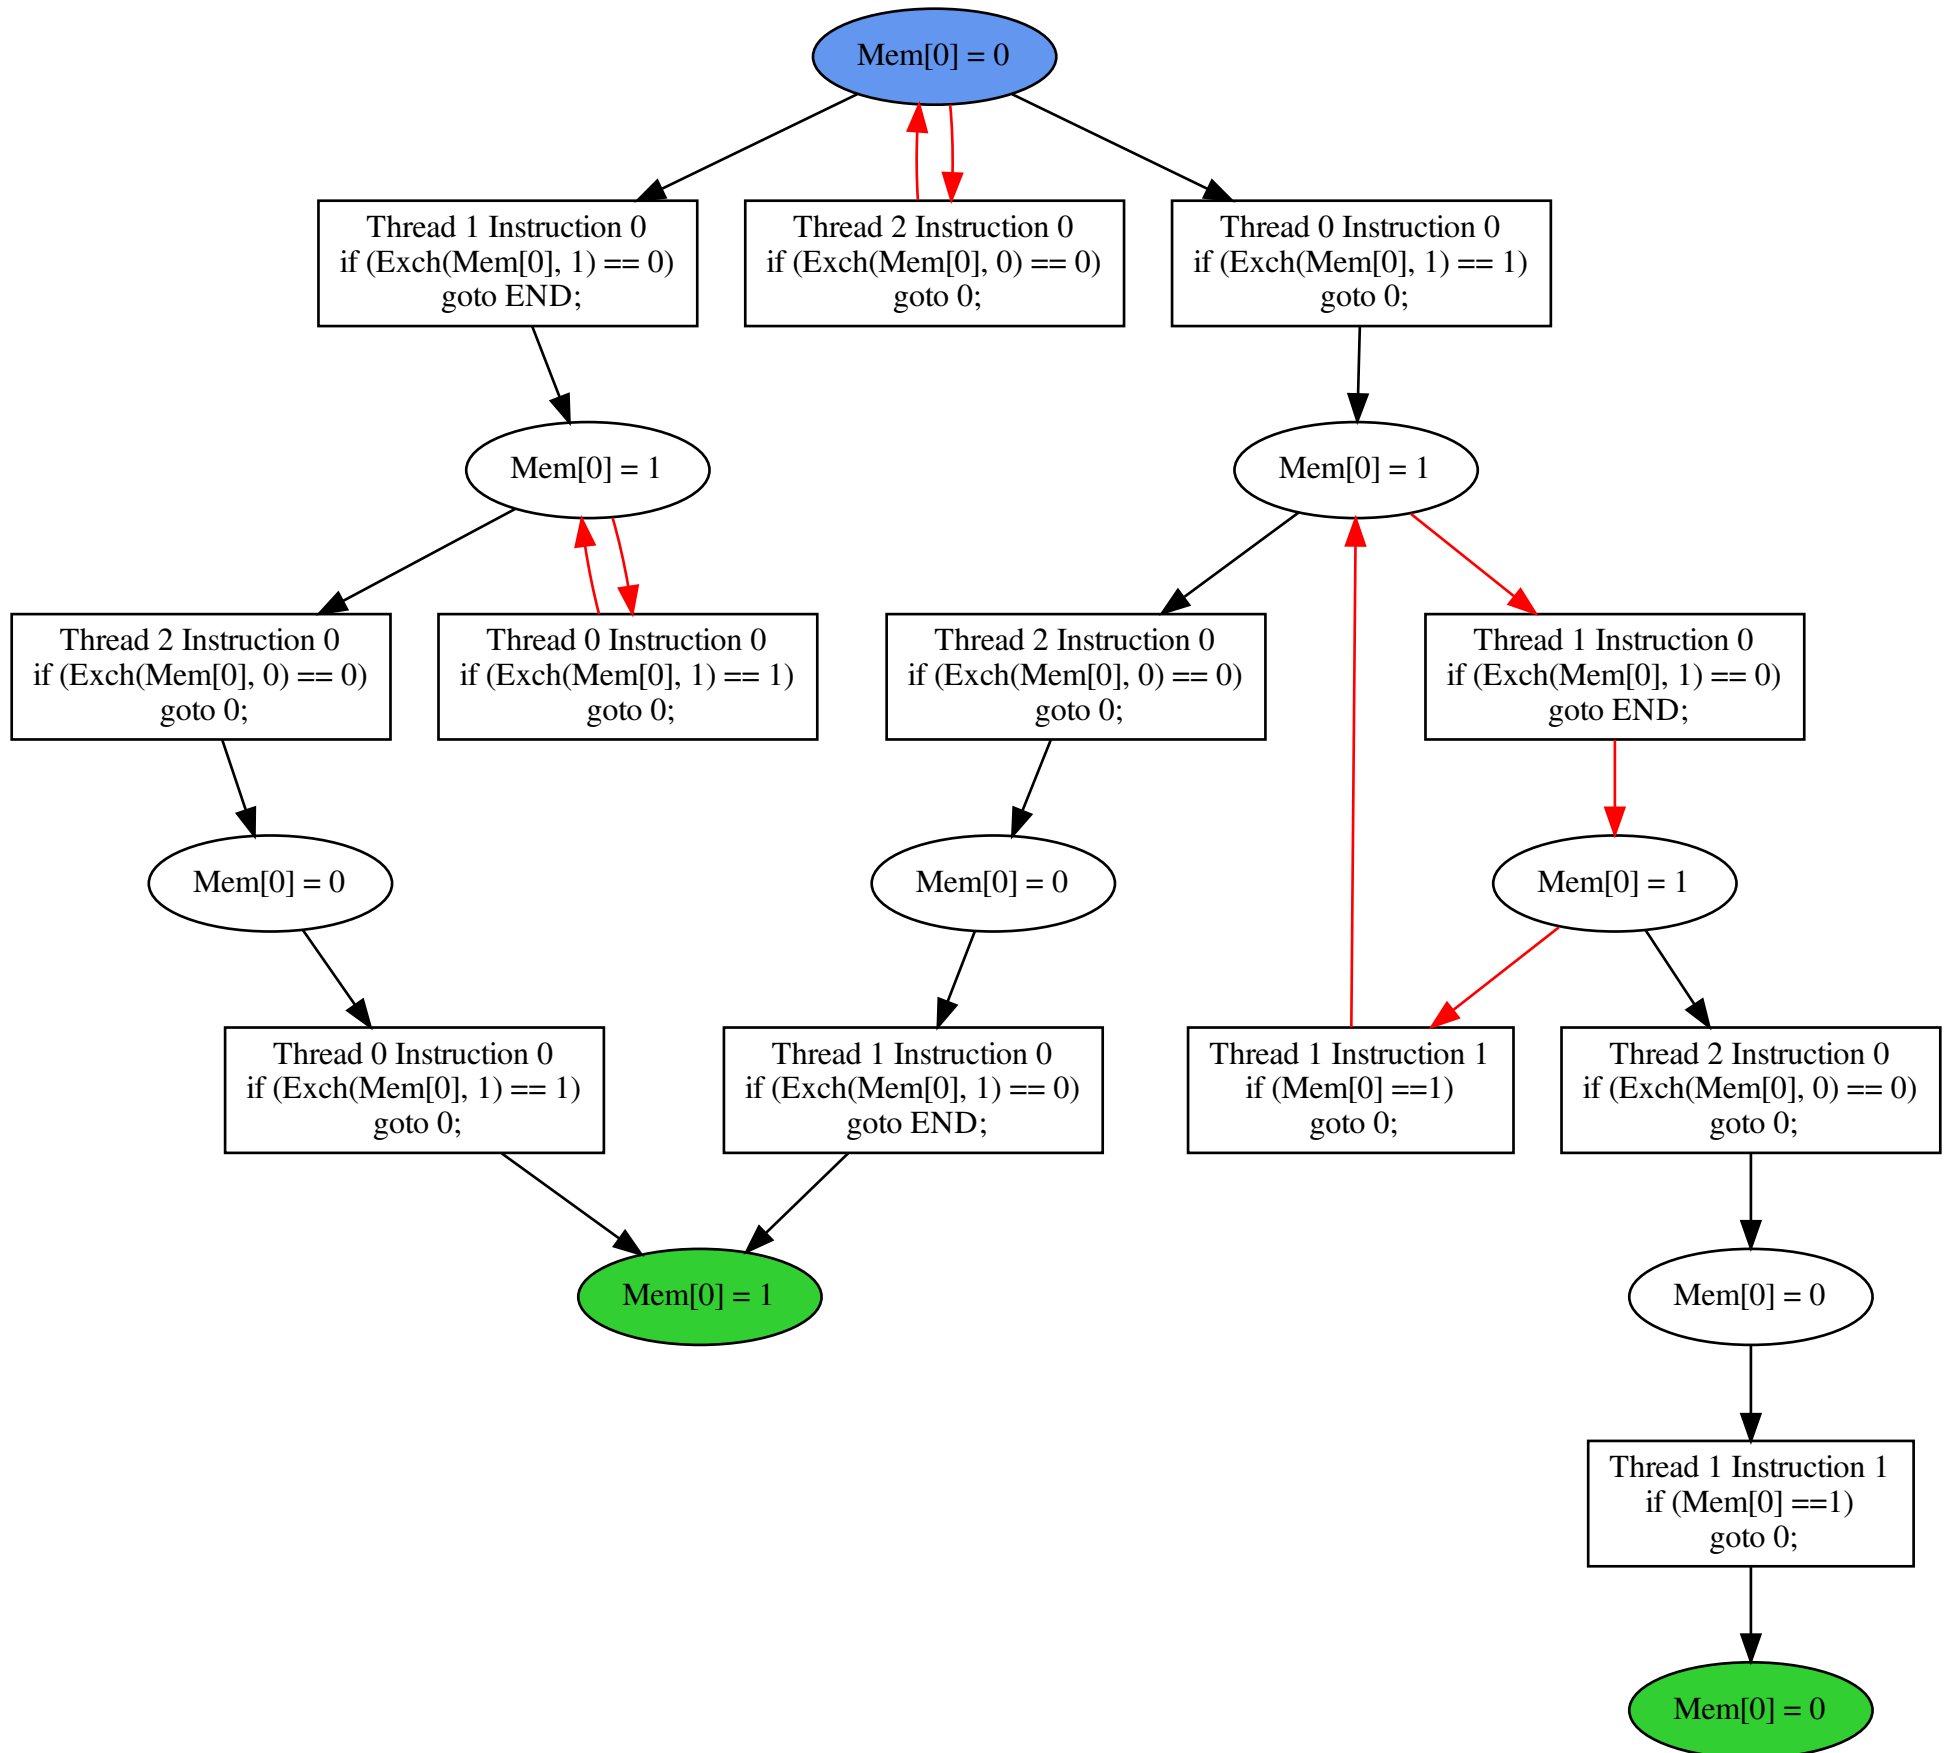 Mem[0] = 0
Thread 1 Instruction 0
if (Exch(Mem[0], 1) == 0)
goto END;
Thread 2 Instruction 0
if (Exch(Mem[0], 0) == 0)
goto 0;
Thread 0 Instruction 0
if (Exch(Mem[0], 1) == 1)
goto 0;
Mem[0] = 1
Mem[0] = 1
Thread 2 Instruction 0
if (Exch(Mem[0], 0) == 0)
goto 0;
Thread 0 Instruction 0
if (Exch(Mem[0], 1) == 1)
goto 0;
Thread 2 Instruction 0
if (Exch(Mem[0], 0) == 0)
goto 0;
Thread 1 Instruction 0
if (Exch(Mem[0], 1) == 0)
goto END;
Mem[0] = 0
Mem[0] = 0
Mem[0] = 1
Thread 0 Instruction 0
if (Exch(Mem[0], 1) == 1)
goto 0;
Thread 1 Instruction 0
if (Exch(Mem[0], 1) == 0)
goto END;
Thread 1 Instruction 1
if (Mem[0] ==1)
goto 0;
Thread 2 Instruction 0
if (Exch(Mem[0], 0) == 0)
goto 0;
Mem[0] = 1
Mem[0] = 0
Thread 1 Instruction 1
if (Mem[0] ==1)
goto 0;
Mem[0] = 0